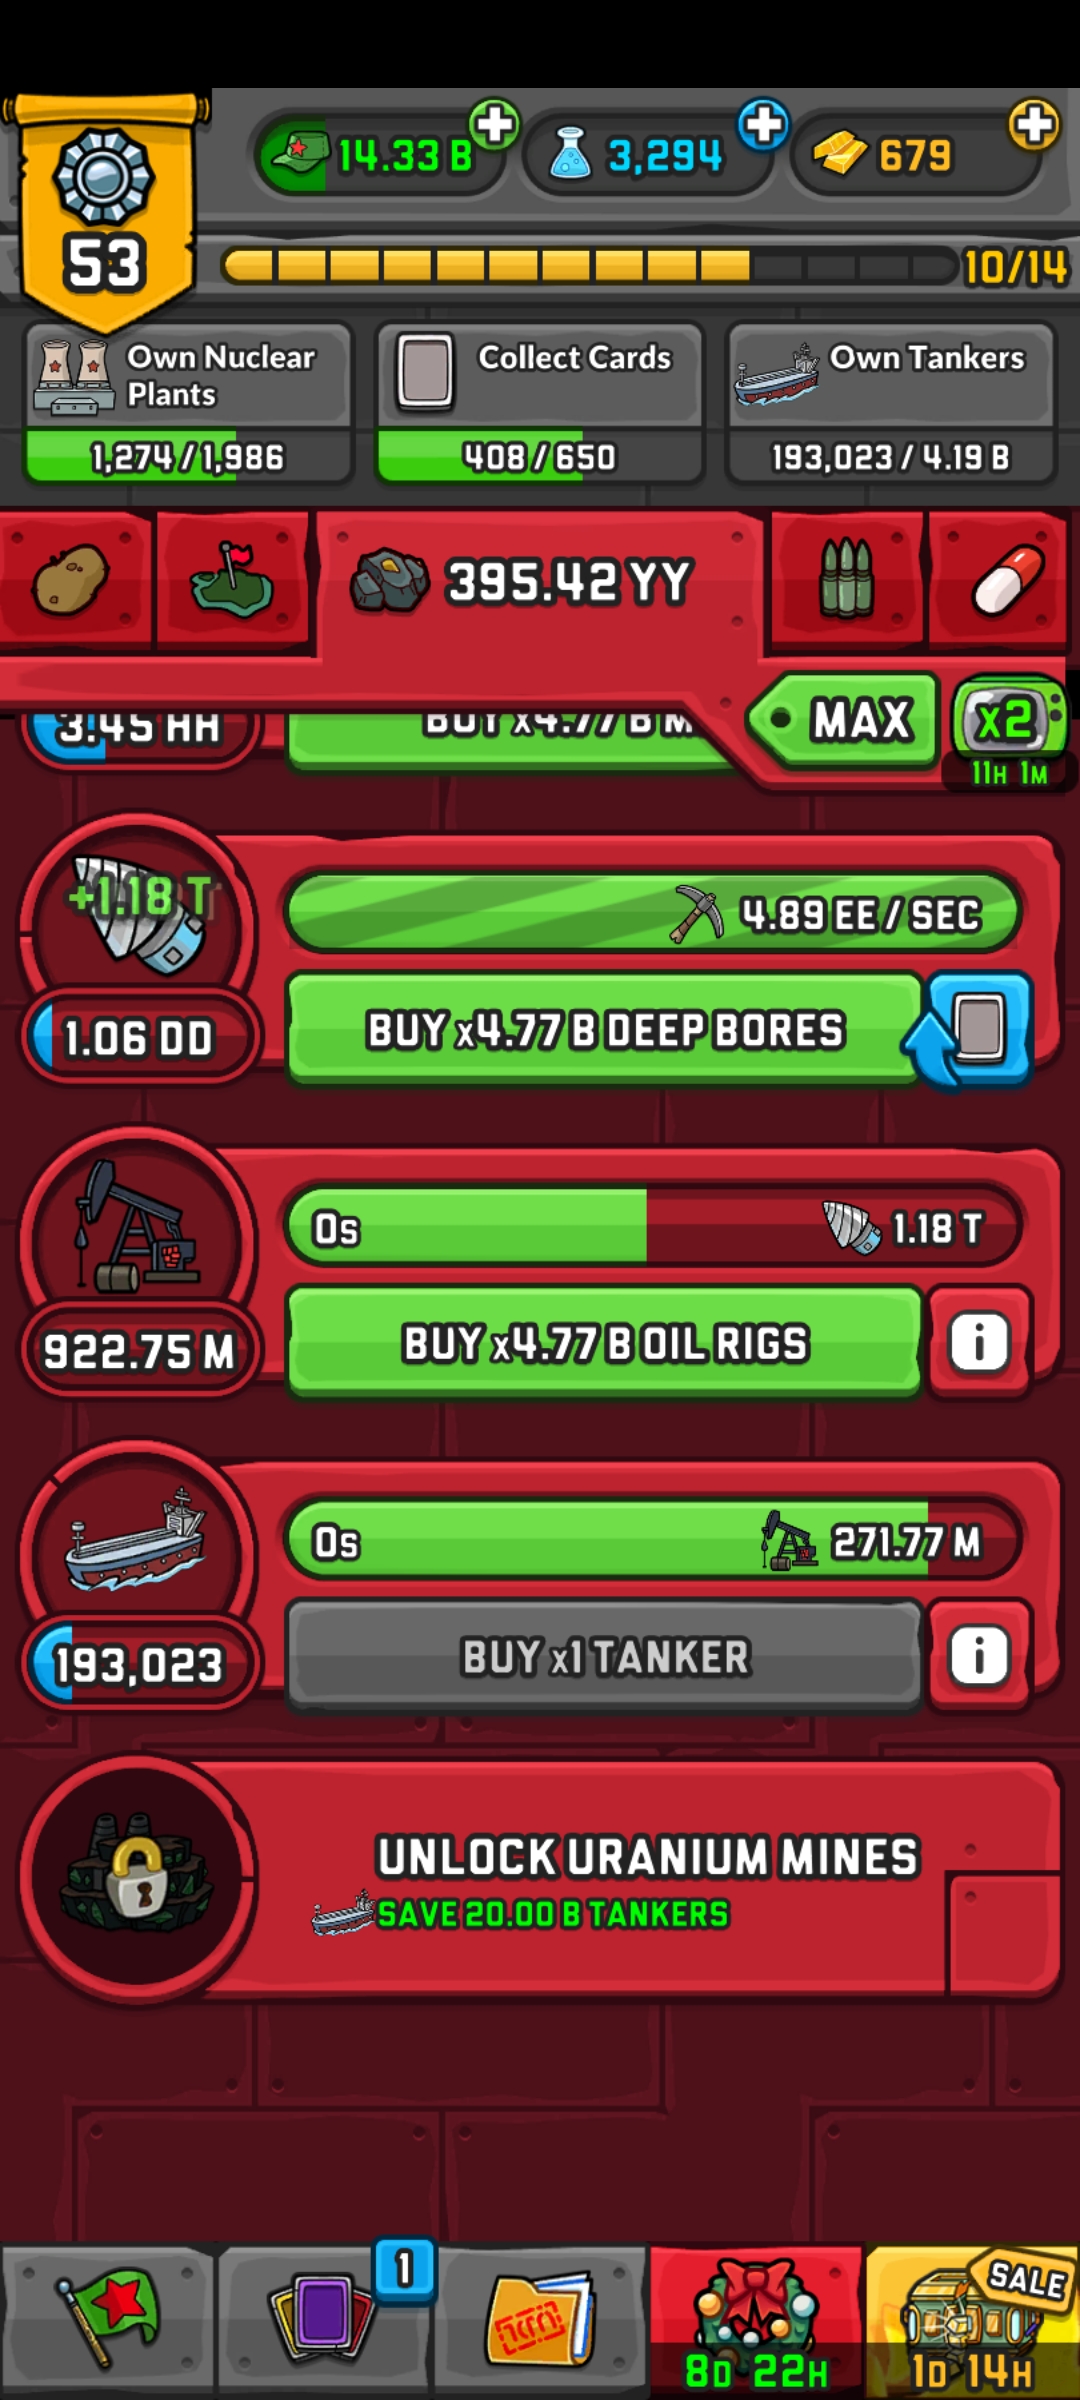 14.33 B
3,294
679
53
10/14
Own Nuclear
Plants
1,274 / 1,986
Collect Cards
408 / 650
Own Tankers
193,023 / 4.19 B
395.42 YY
MAX
x2
11H 1M
3.45 HH
BUY x4.77 B M
+1.18 T
4.89 EE / SEC
1.06 DD
BUY x4.77 B DEEP BORES
0s
1.18 T
922.75 M
BUY x4.77 B OIL RIGS
i
0s
271.77 M
193,023
BUY x1 TANKER
i
UNLOCK URANIUM MINES
SAVE 20.00 B TANKERS
1
SALE
8D 22H
1D 14H